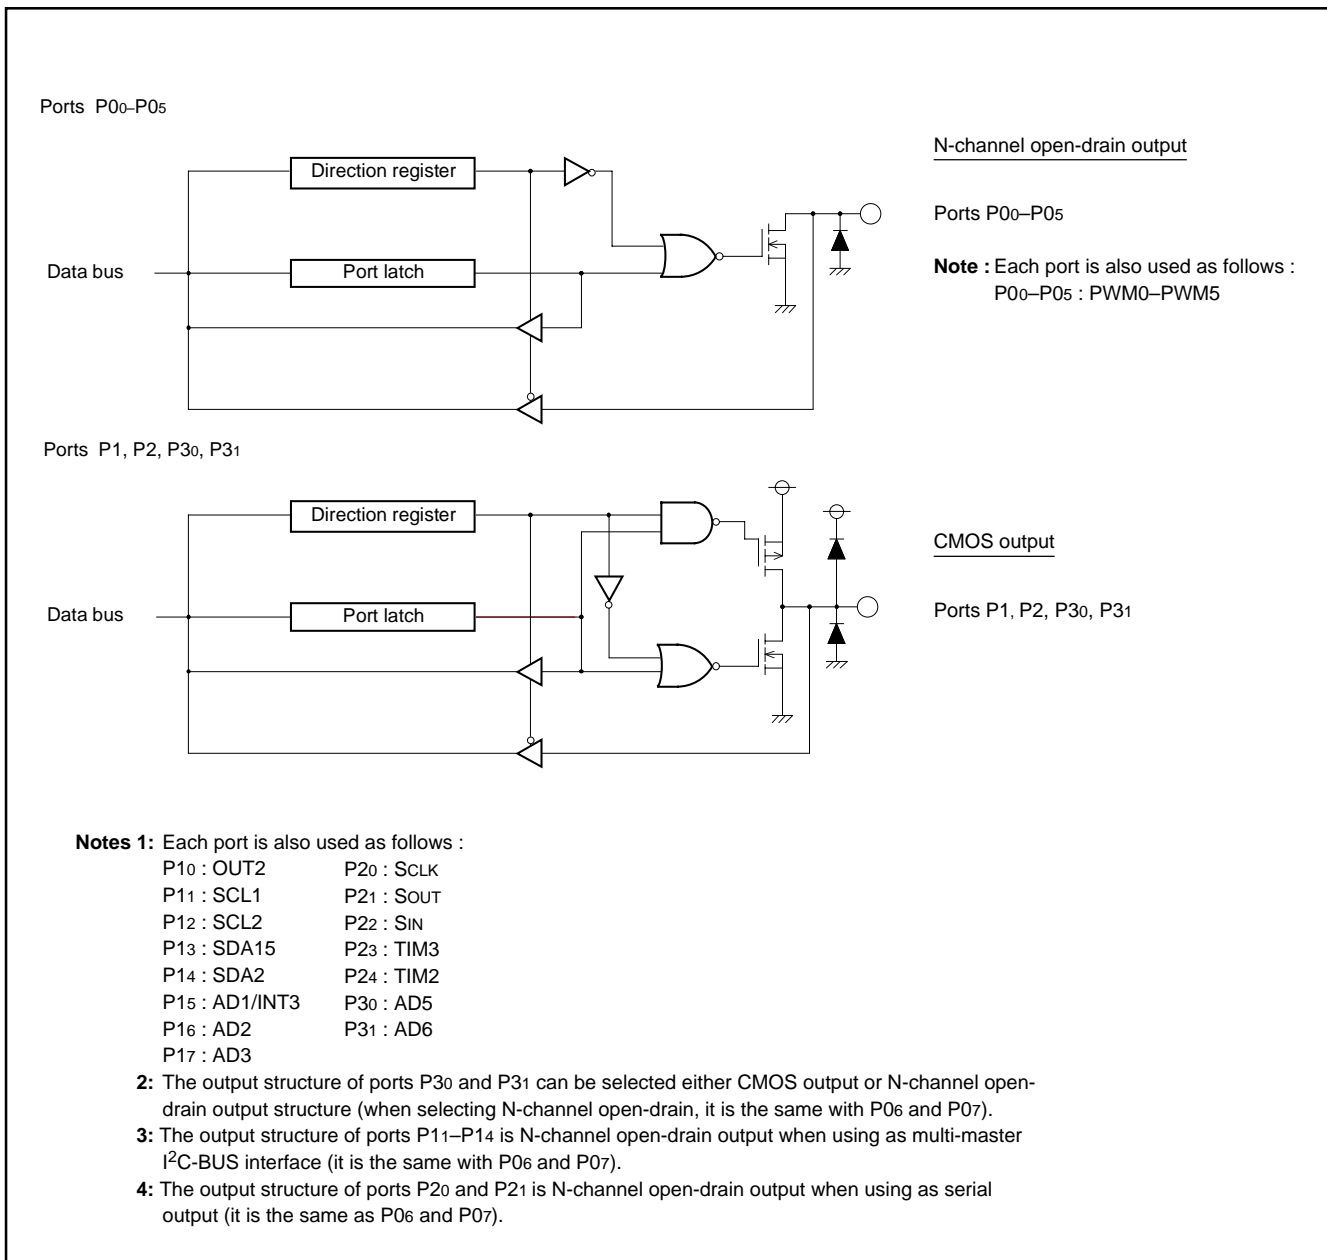 Ports P00–P05
Direction register
Port latch
Data bus
N-channel open-drain output
Ports P00–P05
Note : Each port is also used as follows :
P00–P05 : PWM0–PWM5
Ports P1, P2, P30, P31
Direction register
Port latch
Data bus
CMOS output
Ports P1, P2, P30, P31
Notes 1: Each port is also used as follows :
P10 : OUT2 P20 : SCLK
P11 : SCL1 P21 : SOUT
P12 : SCL2 P22 : SIN
P13 : SDA15 P23 : TIM3
P14 : SDA2 P24 : TIM2
P15 : AD1/INT3 P30 : AD5
P16 : AD2 P31 : AD6
P17 : AD3
2: The output structure of ports P30 and P31 can be selected either CMOS output or N-channel open-
drain output structure (when selecting N-channel open-drain, it is the same with P06 and P07).
3: The output structure of ports P11–P14 is N-channel open-drain output when using as multi-master
I2C-BUS interface (it is the same with P06 and P07).
4: The output structure of ports P20 and P21 is N-channel open-drain output when using as serial
output (it is the same as P06 and P07).